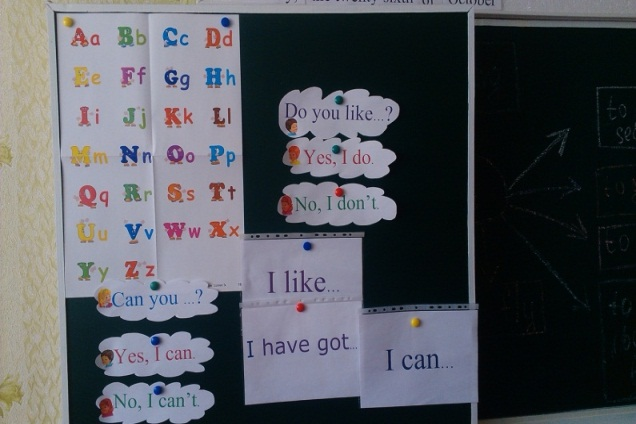 the twenty sixth of October
Aa Bb Cc Dd
Ee Ff Gg Hh
Ii Jj Kk Ll
Mm Nn Oo Pp
Qq Rr Ss Tt
Uu Vv Ww Xx
Yy Zz
Do you like...?
Yes, I do.
No, I don't.
I like...
I have got...
I can...
Can you ...?
Yes, I can.
No, I can't.
to
se
to
to